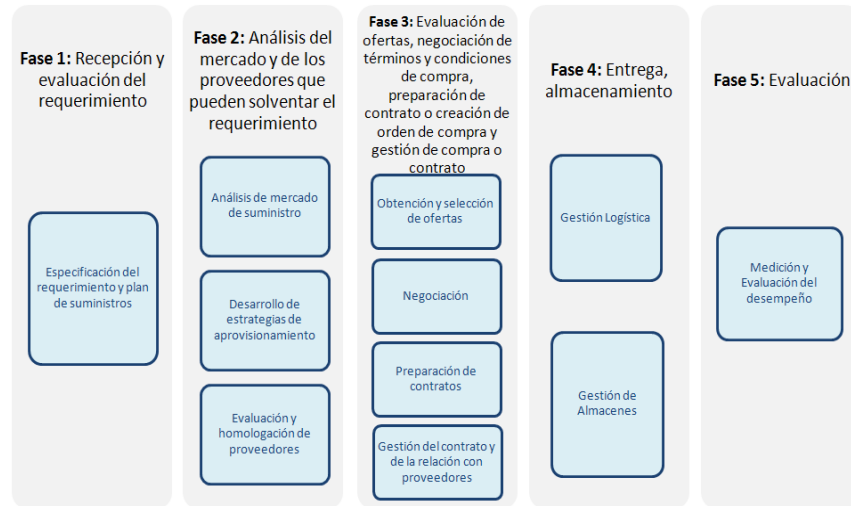 Fase 1: Recepción y
evaluación del
requerimiento
Especificación del
requerimiento y plan
de suministros
Fase 2: Análisis del
mercado y de los
proveedores que
pueden solventar el
requerimiento
Análisis de mercado
de suministro
Desarrollo de
estrategias de
aprovisionamiento
Evaluación y
homologación de
proveedores
Fase 3: Evaluación de
ofertas, negociación de
términos y condiciones
de compra,
preparación de
contrato o creación de
orden de compra y
gestión de compra o
contrato
Obtención y selección
de ofertas
Negociación
Preparación de
contratos
Gestión del contrato y
de la relación con
proveedores
Fase 4: Entrega,
almacenamiento
Gestión Logística
Gestión de
Almacenes
Fase 5: Evaluación
Medición y
Evaluación del
desempeño